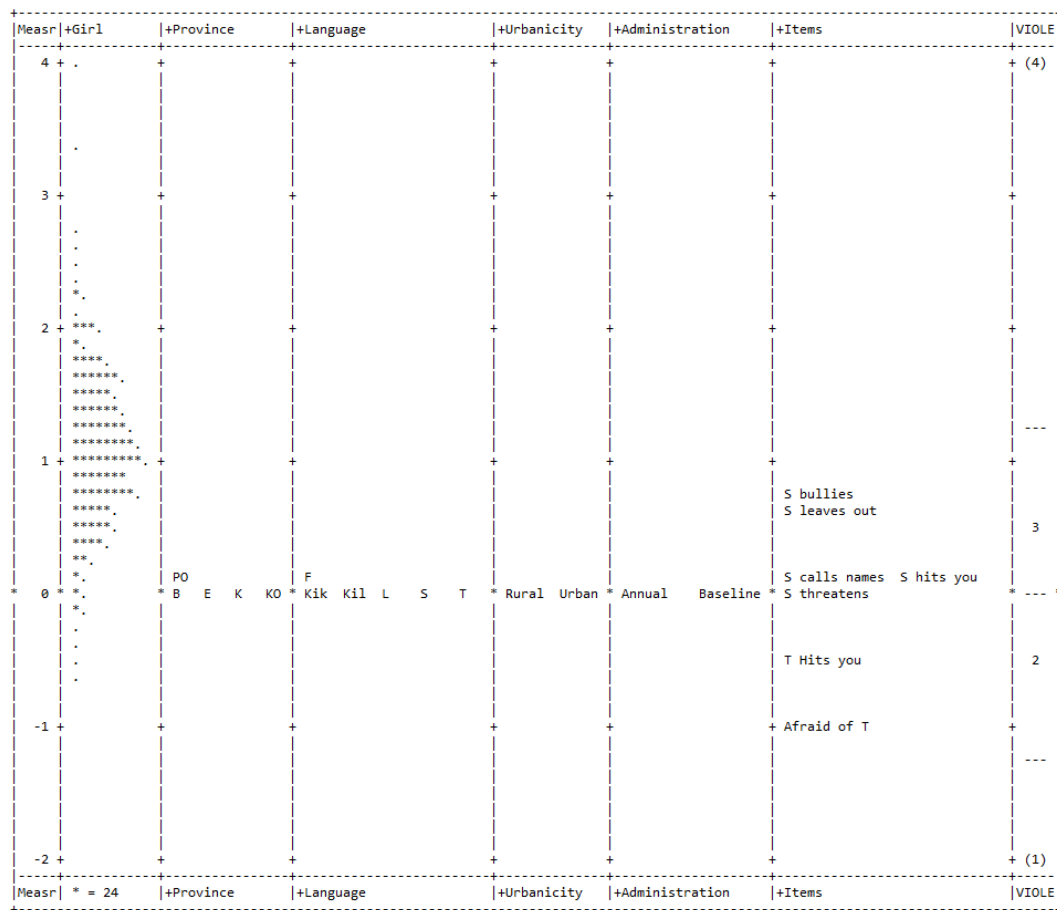 |Measr|+Girl |+Province |+Language |+Urbanicity |+Administration |+Items |VIOLE
4 + . + + + + + + (4)
.
3 + + + + + + +
.
.
.
.
*.
.
2 + ***. + + + + + +
*.
****.
******.
*****.
******.
*******. ---
********.
1 + *********. + + + + + +
*******
********. S bullies
*****. S leaves out
*****. 3
****.
**.
*. PO F S calls names S hits you
* 0 * *. * B E K KO * Kik Kil L S T * Rural Urban * Annual Baseline * S threatens * --- *
*.
.
.
. T Hits you 2
.
-1 + + + + + + Afraid of T +
---
-2 + + + + + + + (1)
|Measr| * = 24 |+Province |+Language |+Urbanicity |+Administration |+Items |VIOLE